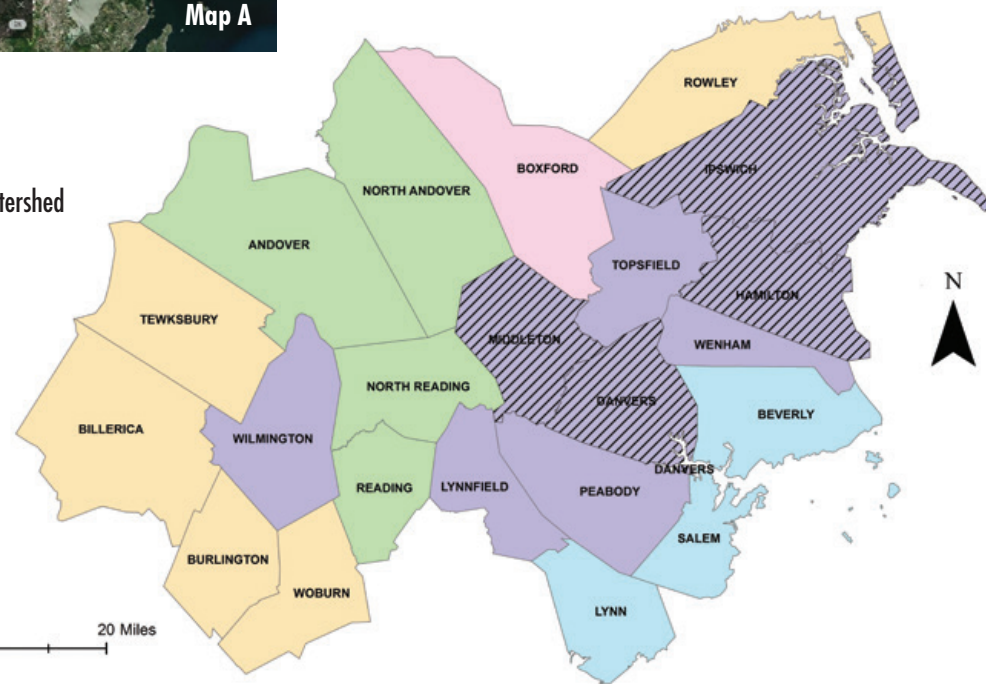 Map A
ROWLEY
tershed
IPSWICH
BOXFORD
NORTH ANDOVER
ANDOVER
TOPSFIELD
N
HAMILTON
TEWKSBURY
MIDDLETON
WENHAM
NORTH READING
DANVERS
BEVERLY
BILLERICA
WILMINGTON
DANVERS
READING
LYNNFIELD
PEABODY
SALEM
BURLINGTON
WOBURN
LYNN
20 Miles